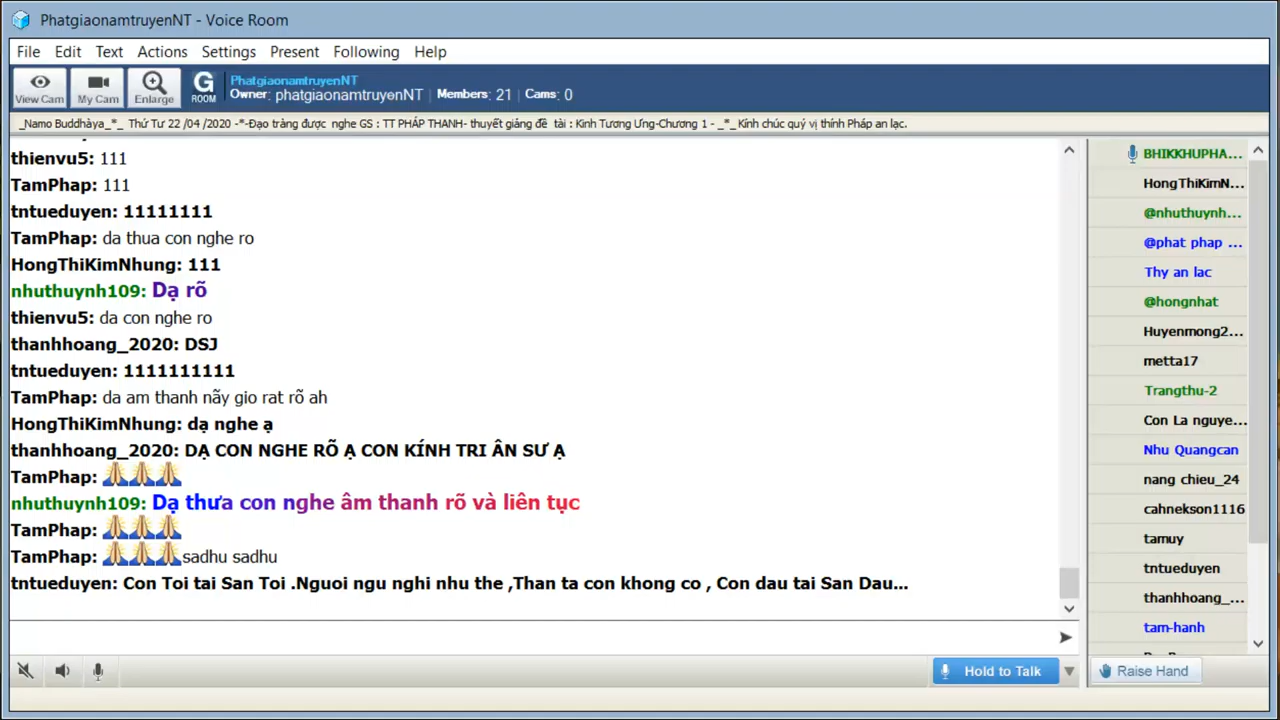 PhatgiaonamtruyenNT - Voice Room
File Edit Text Actions Settings Present Following Help
View Cam My Cam Enlarge G ROOM
PhatgiaonamtruyenNT
Owner: phatgiaonamtruyenNT | Members: 21 | Cams: 0
_Namo Buddhàya_*_ Thứ Tư 22 /04 /2020 -*-Đạo tràng được nghe GS : TT PHÁP THANH- thuyết giảng đề tài : Kinh Tương Ưng-Chương 1 - _*_ Kính chúc quý vị thính Pháp an lạc.
thienvu5: 111
TamPhap: 111
tntueduyen: 11111111
TamPhap: da thua con nghe ro
HongThiKimNhung: 111
nhuthuynh109: Dạ rõ
thienvu5: da con nghe ro
thanhhoang_2020: DSJ
tntueduyen: 1111111111
TamPhap: da am thanh nãy gio rat rõ ah
HongThiKimNhung: dạ nghe ạ
thanhhoang_2020: DẠ CON NGHE RÕ Ạ CON KÍNH TRI ÂN SƯ Ạ
TamPhap: 🙏🙏🙏
nhuthuynh109: Dạ thưa con nghe âm thanh rõ và liên tục
TamPhap: 🙏🙏🙏
TamPhap: 🙏🙏🙏sadhu sadhu
tntueduyen: Con Toi tai San Toi .Nguoi ngu nghi nhu the ,Than ta con khong co , Con dau tai San Dau...
BHIKKHUPHA...
HongThiKimN...
@nhuthuynh...
@phat phap ...
Thy an lac
@hongnhat
Huyenmong2...
metta17
Trangthu-2
Con La nguye...
Nhu Quangcan
nang chieu_24
cahnekson1116
tamuy
tntueduyen
thanhhoang_...
tam-hanh
Hold to Talk
Raise Hand